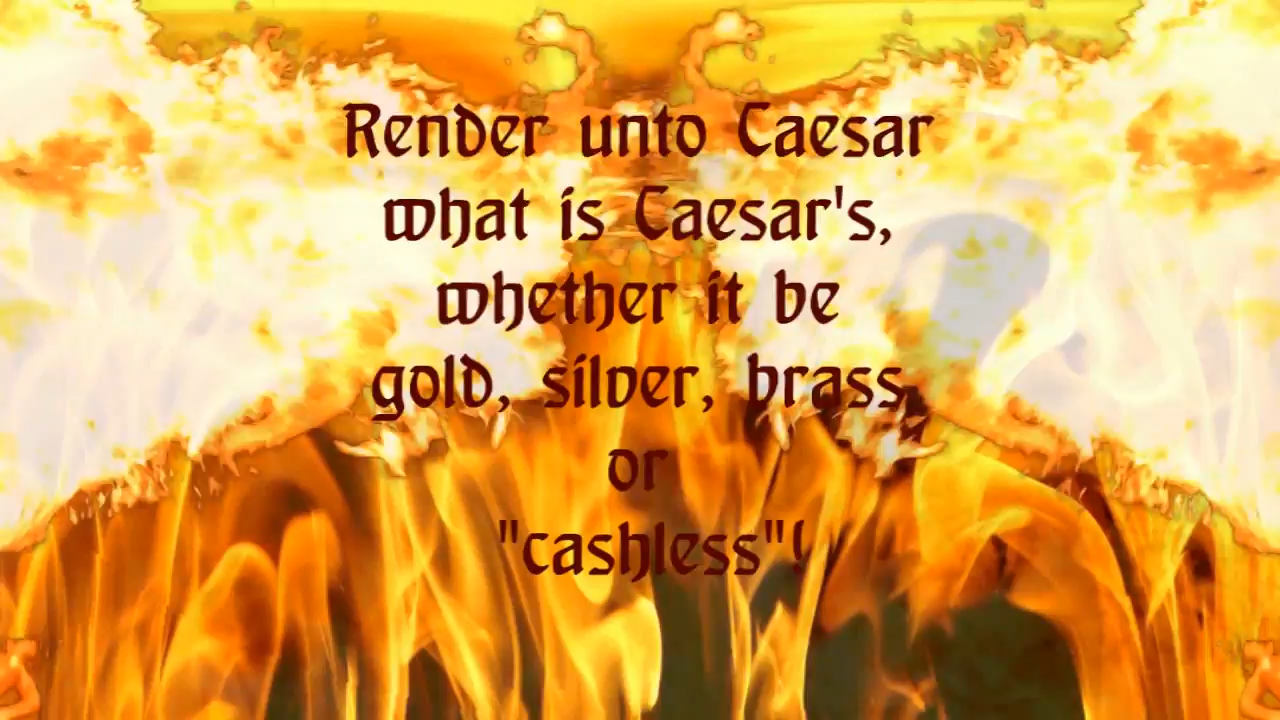 Render unto Caesar
what is Caesar's,
whether it be
gold, silver, brass,
or
"cashless"!